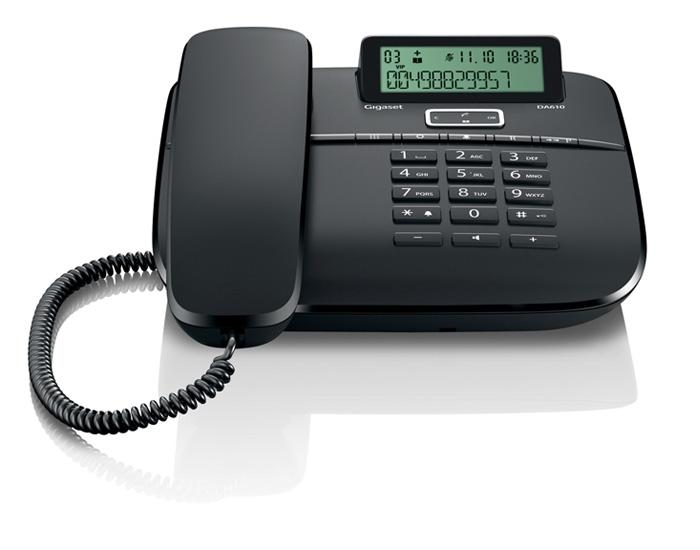 03 11.10 18:36
VIP
00498829957
Gigaset DA610
C OK
1 2 ABC 3 DEF
4 GHI 5 JKL 6 MNO
7 PQRS 8 TUV 9 WXYZ
* 0 #
− +